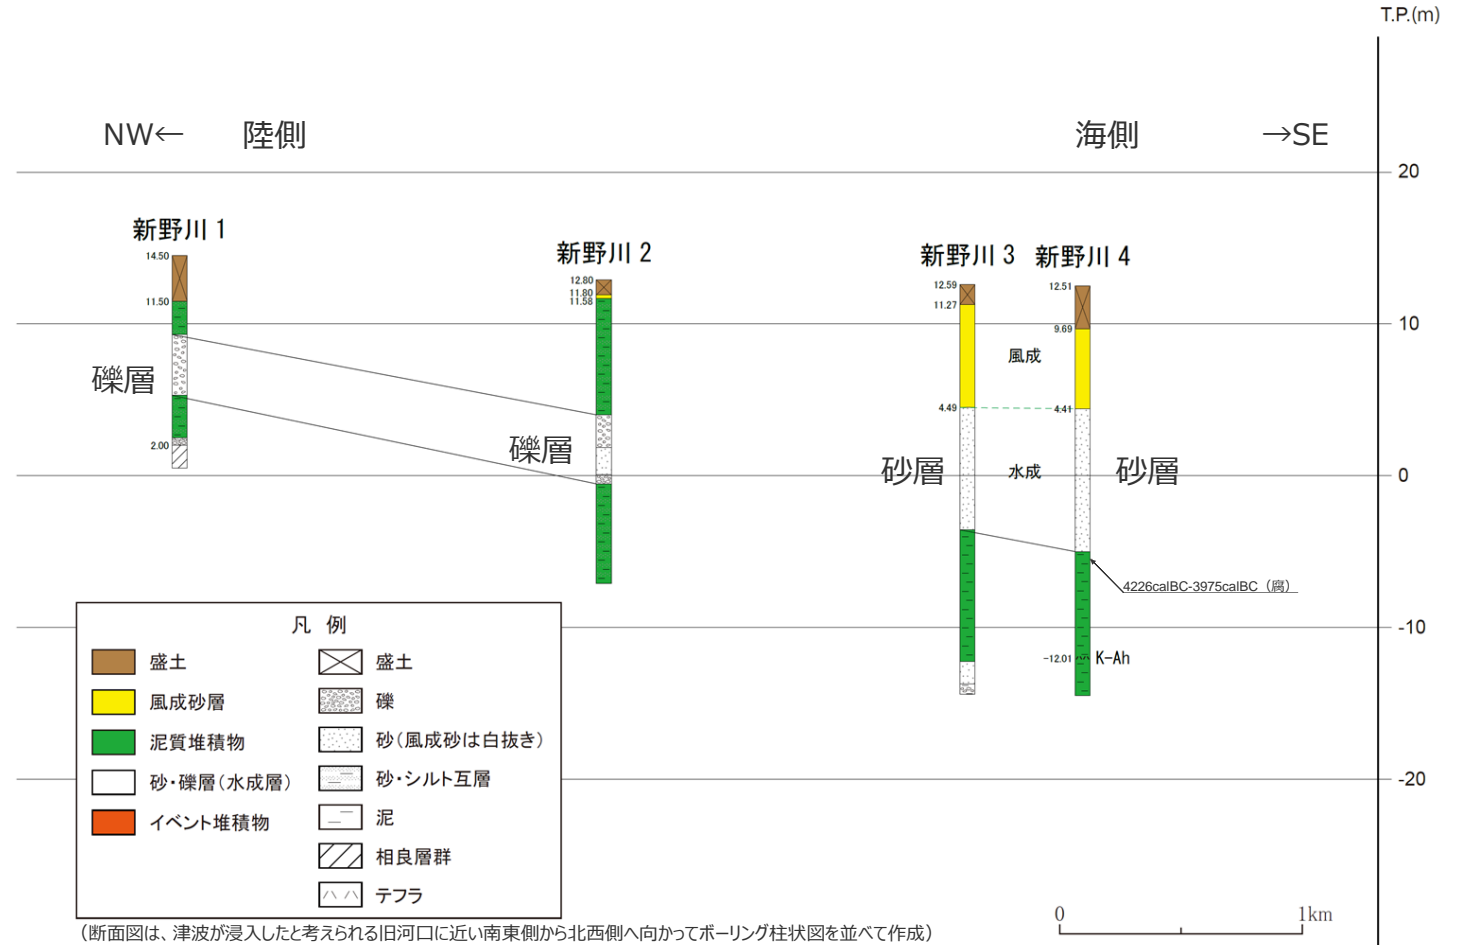 T.P.(m)
NW← 陸側 海側 →SE
20
新野川 1
14.50
11.50
2.00
礫層
新野川 2
12.80
11.80
11.58
礫層
新野川 3
12.59
11.27
4.49
砂層
新野川 4
12.51
9.69
4.41
砂層
風成
水成
10
0
4226calBC-3975calBC（腐）
-10
-12.01
K-Ah
-20
凡 例
盛土
風成砂層
泥質堆積物
砂・礫層(水成層)
イベント堆積物
盛土
礫
砂(風成砂は白抜き)
砂・シルト互層
泥
相良層群
テフラ
0 1km
（断面図は、津波が浸入したと考えられる旧河口に近い南東側から北西側へ向かってボーリング柱状図を並べて作成）